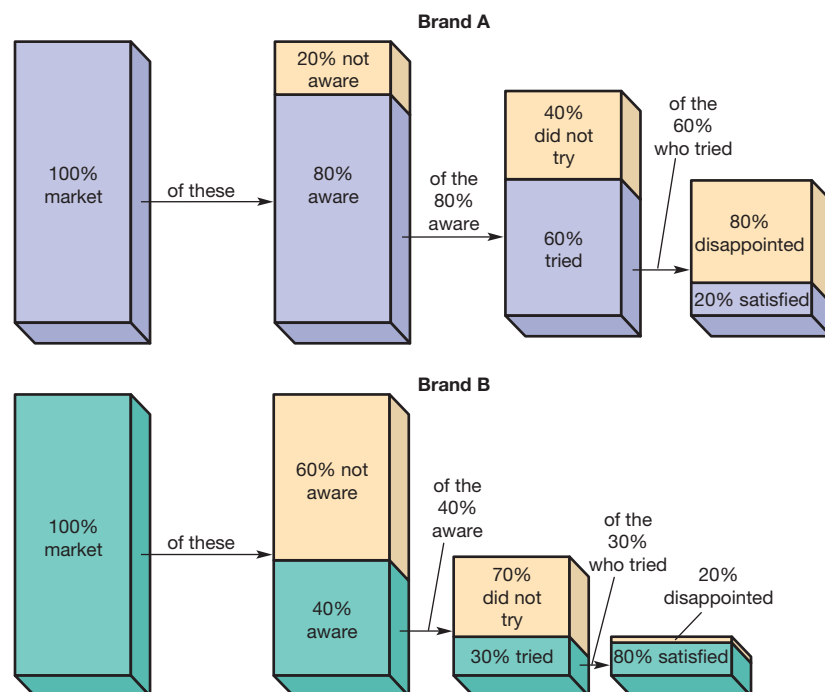 Brand A
100%
market
of these
20% not
aware
80%
aware
of the
80%
aware
40%
did not
try
60%
tried
of the
60%
who tried
80%
disappointed
20% satisfied
Brand B
100%
market
of these
60% not
aware
40%
aware
of the
40%
aware
70%
did not
try
30% tried
of the
30%
who tried
20%
disappointed
80% satisfied